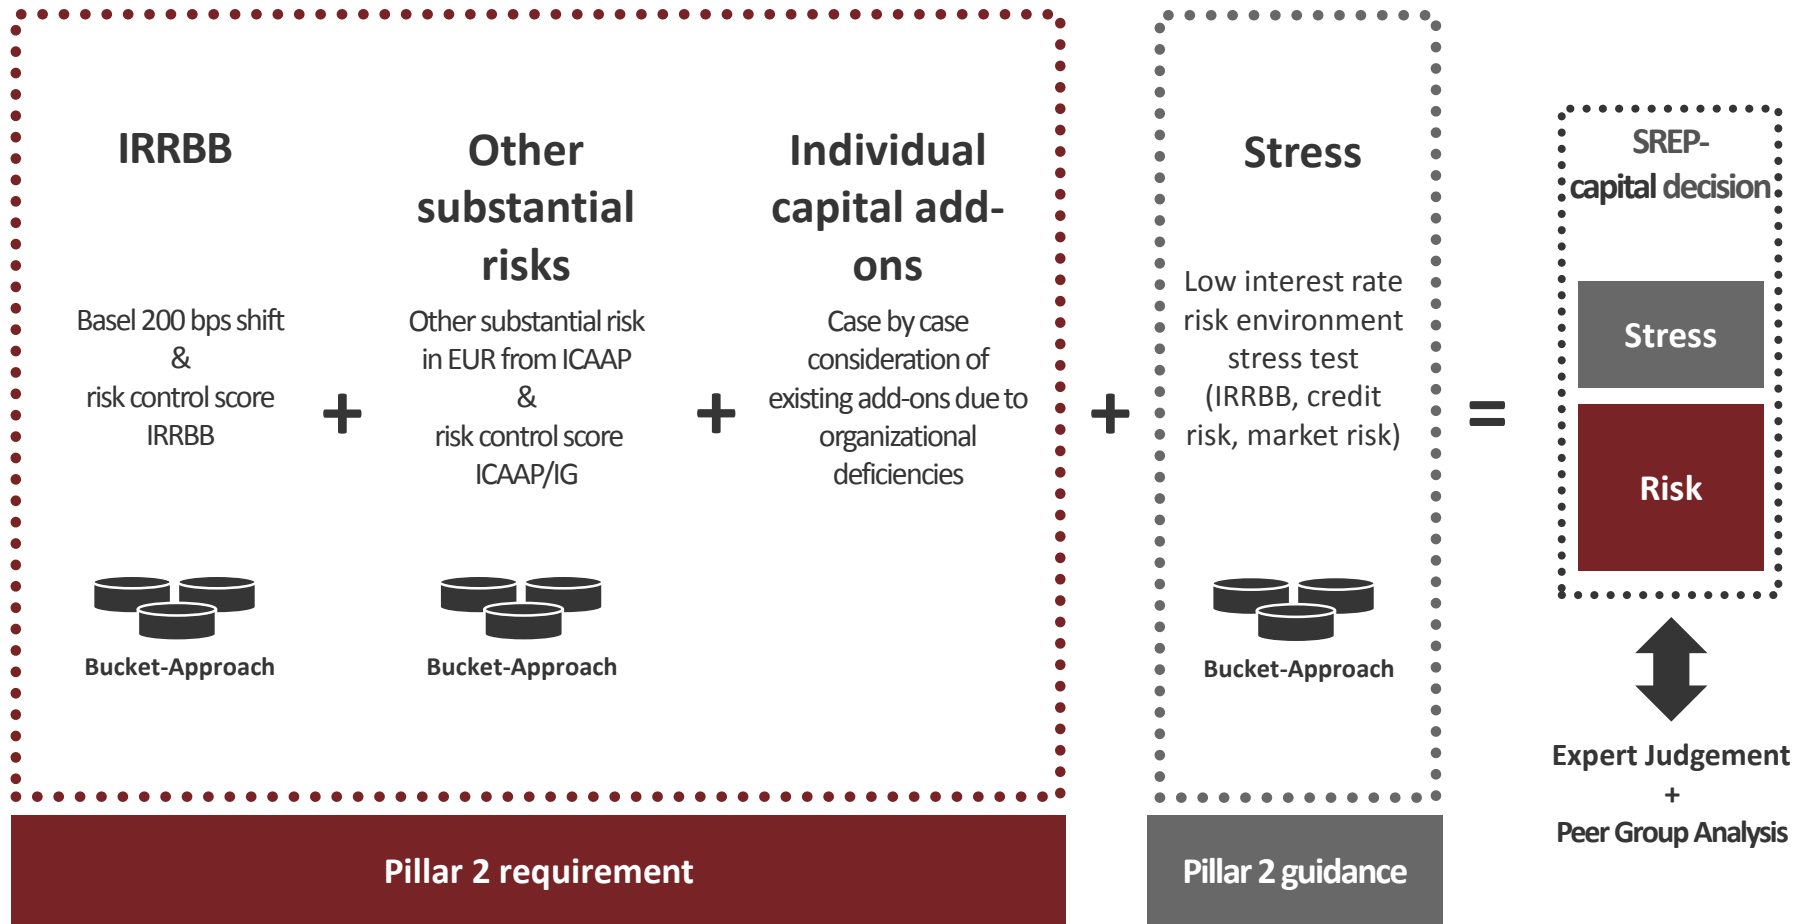 IRRBB
Basel 200 bps shift
&
risk control score
IRRBB
Bucket-Approach
+
Other
substantial
risks
Other substantial risk
in EUR from ICAAP
&
risk control score
ICAAP/IG
Bucket-Approach
+
Individual
capital add-
ons
Case by case
consideration of
existing add-ons due to
organizational
deficiencies
Pillar 2 requirement
+
Stress
Low interest rate
risk environment
stress test
(IRRBB, credit
risk, market risk)
Bucket-Approach
Pillar 2 guidance
=
SREP-
capital decision
Stress
Risk
Expert Judgement
+
Peer Group Analysis